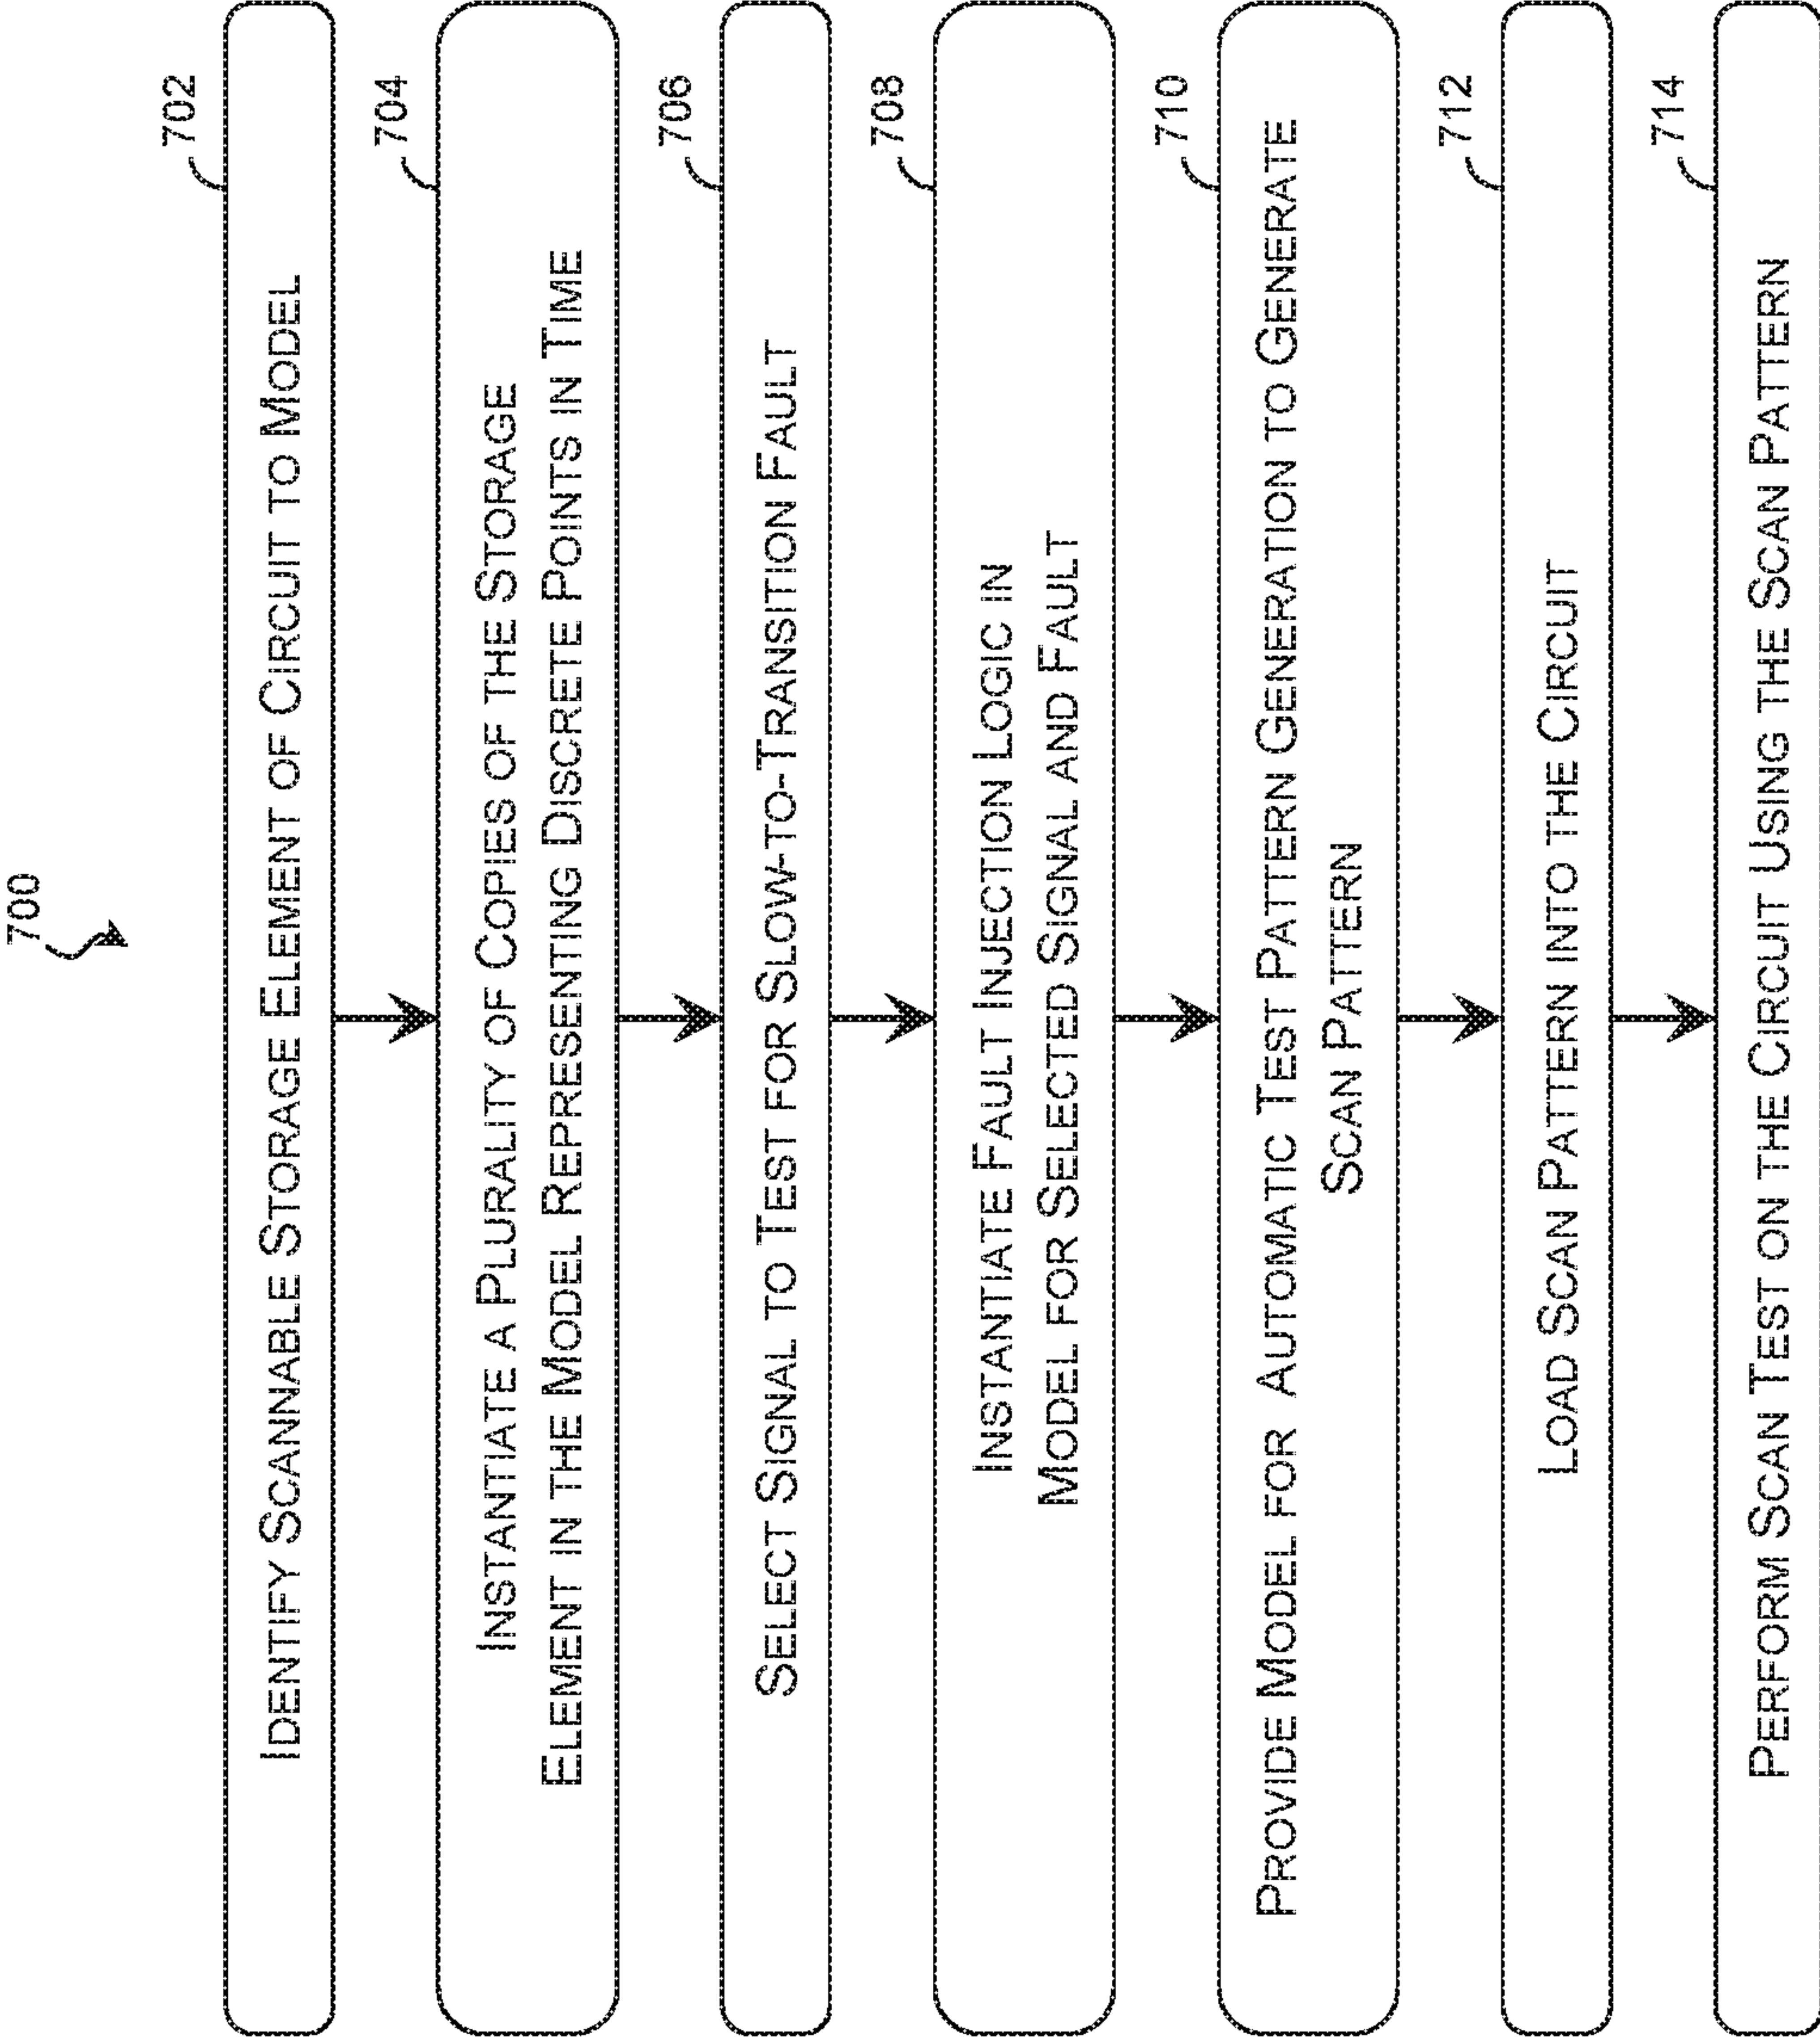 700
702
IDENTIFY SCANNABLE STORAGE ELEMENT OF CIRCUIT TO MODEL
704
INSTANTIATE A PLURALITY OF COPIES OF THE STORAGE
ELEMENT IN THE MODEL REPRESENTING DISCRETE POINTS IN TIME
706
SELECT SIGNAL TO TEST FOR SLOW-TO-TRANSITION FAULT
708
INSTANTIATE FAULT INJECTION LOGIC IN
MODEL FOR SELECTED SIGNAL AND FAULT
710
PROVIDE MODEL FOR AUTOMATIC TEST PATTERN GENERATION TO GENERATE
SCAN PATTERN
712
LOAD SCAN PATTERN INTO THE CIRCUIT
714
PERFORM SCAN TEST ON THE CIRCUIT USING THE SCAN PATTERN